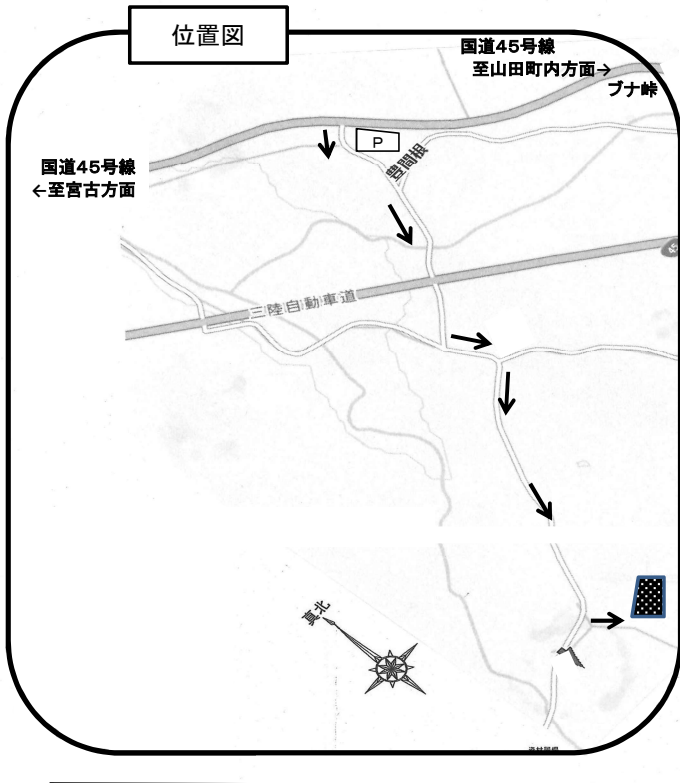 位置図
国道45号線
至山田町内方面→
ブナ峠
P
豊間根
国道45号線
←至宮古方面
三陸自動車道
真北